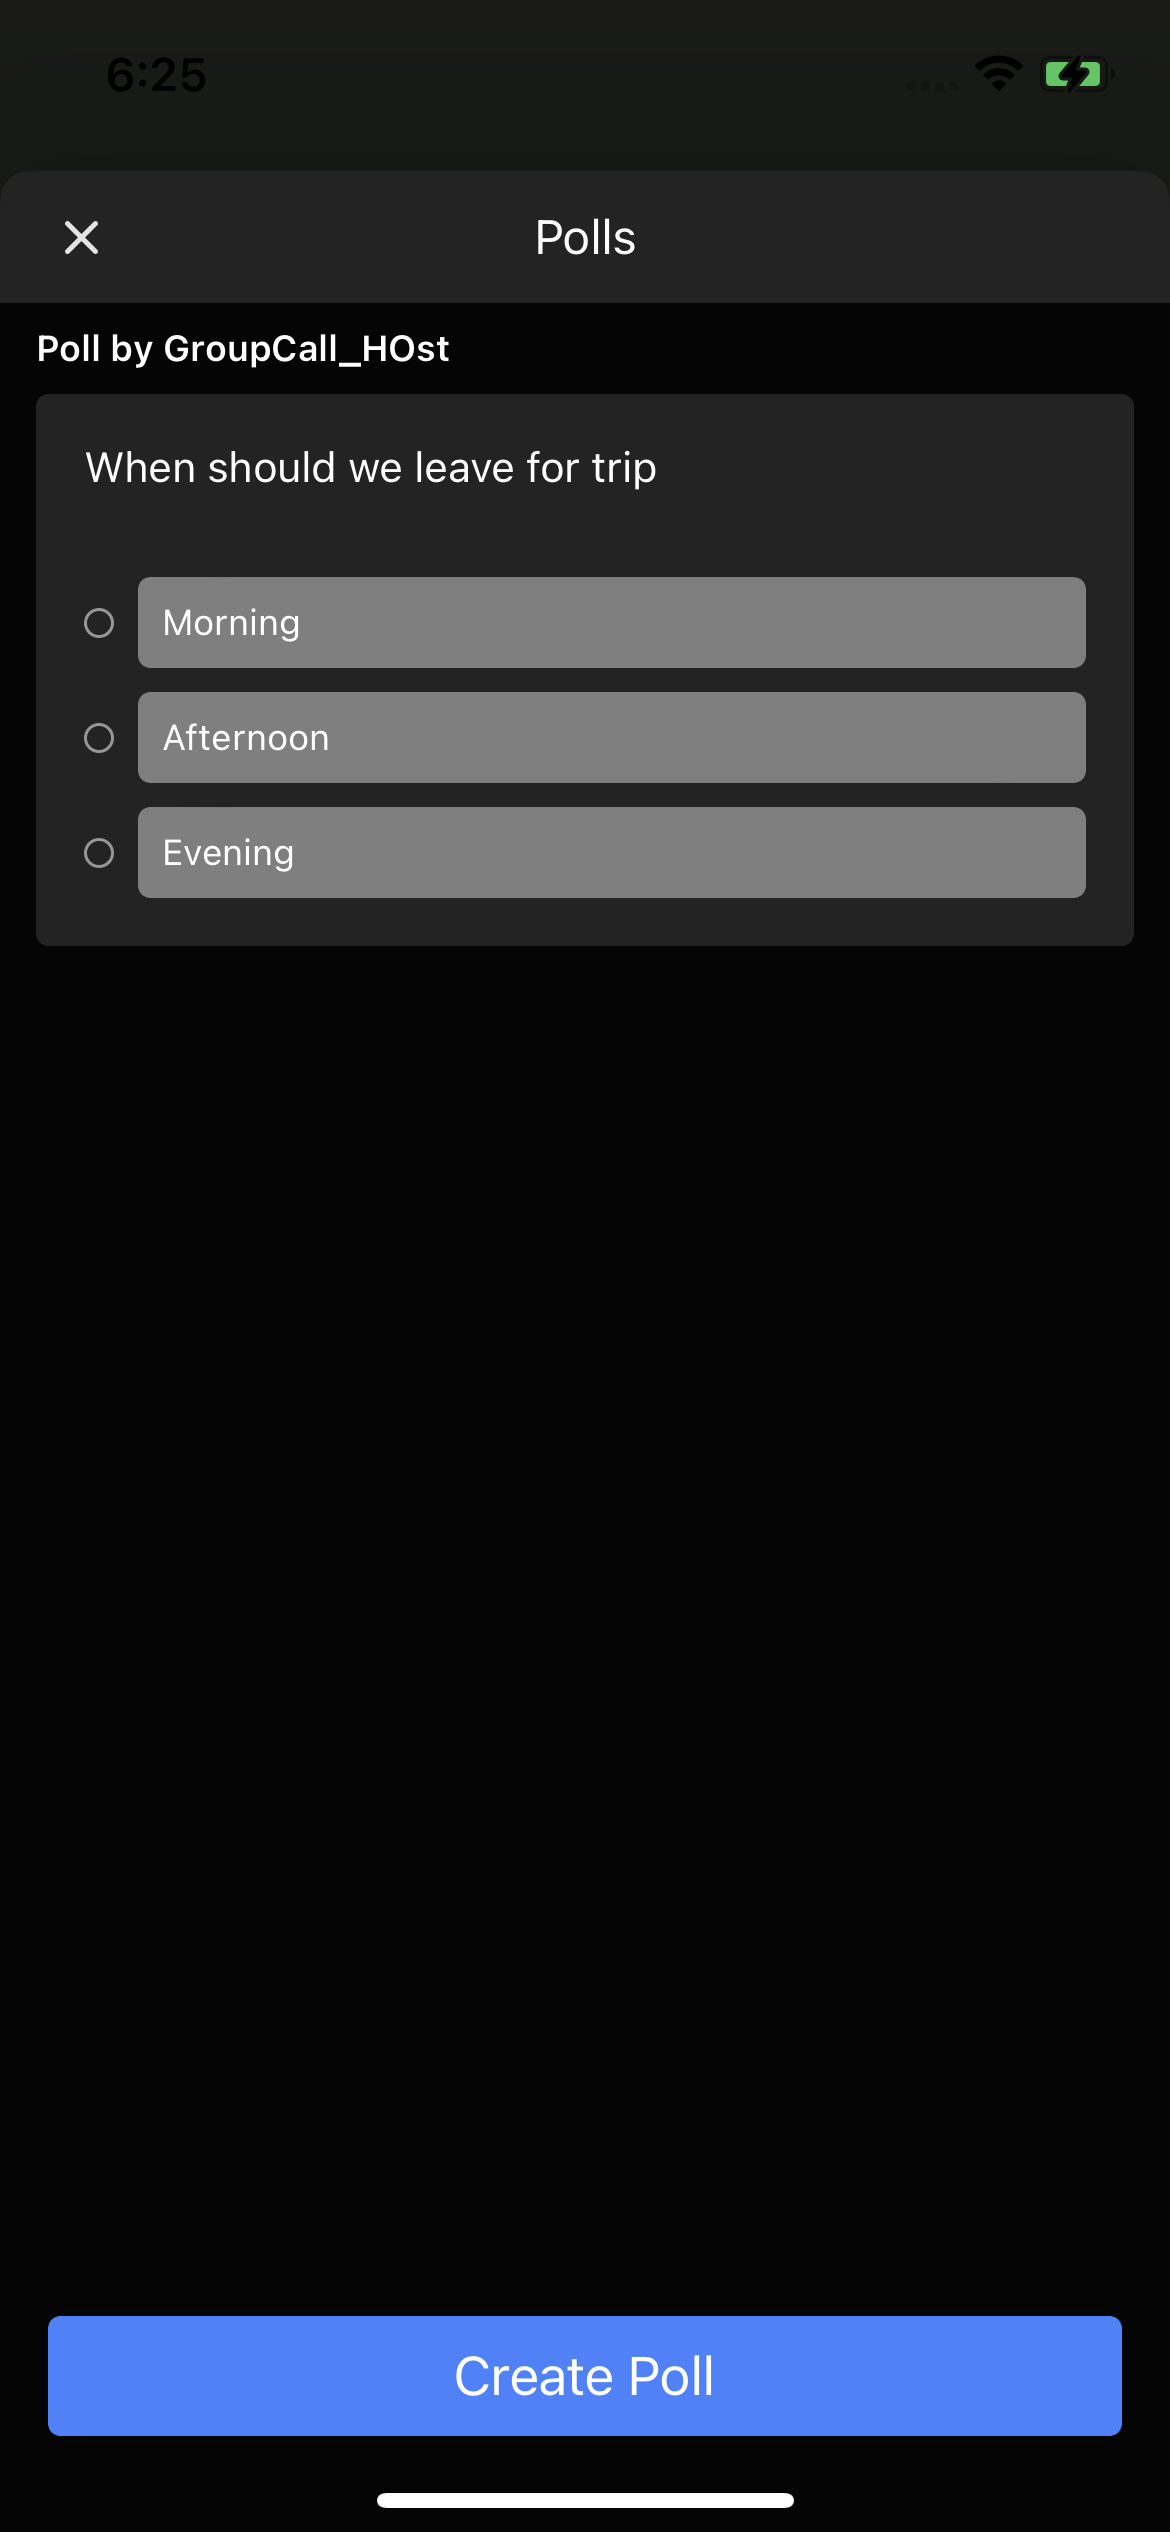 6:25
Polls
Poll by GroupCall_HOst
When should we leave for trip
Morning
Afternoon
Evening
Create Poll